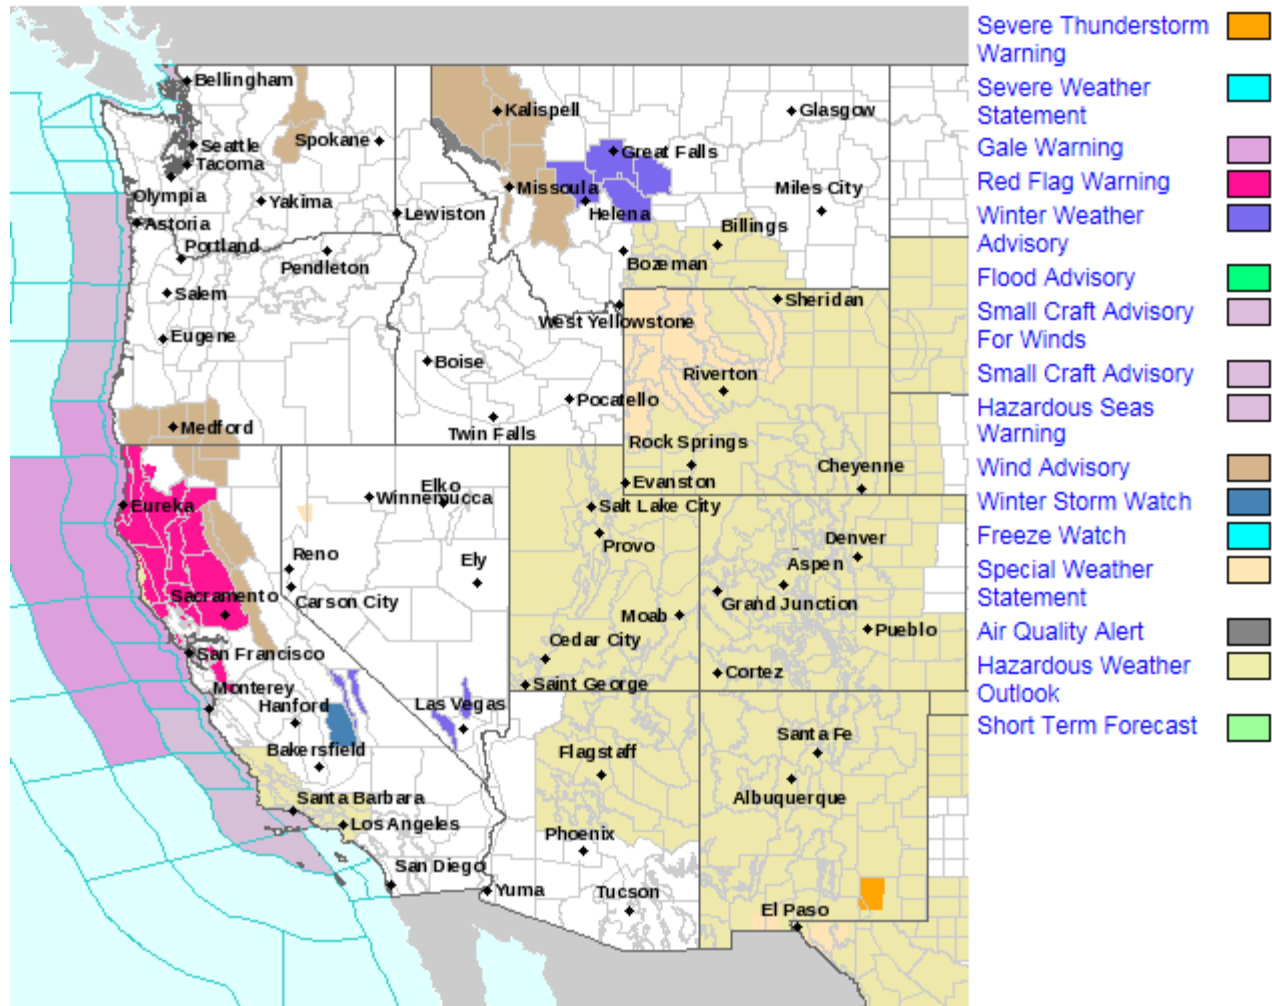 Bellingham
Seattle
Tacoma
Olympia
Astoria
Portland
Yakima
Spokane
Kalispell
Glasgow
Great Falls
Missoula
Helena
Miles City
Lewiston
Pendleton
Salem
Eugene
Medford
Billings
Bozeman
West Yellowstone
Sheridan
Boise
Riverton
Pocatello
Twin Falls
Rock Springs
Evanston
Cheyenne
Eureka
Elko
Winnemucca
Salt Lake City
Provo
Reno
Ely
Carson City
Denver
Aspen
Sacramento
Grand Junction
Moab
Pueblo
San Francisco
Cedar City
Cortez
Saint George
Monterey
Hanford
Las Vegas
Bakersfield
Flagstaff
Santa Fe
Albuquerque
Santa Barbara
Los Angeles
Phoenix
San Diego
Yuma
Tucson
El Paso
Severe Thunderstorm
Warning
Severe Weather
Statement
Gale Warning
Red Flag Warning
Winter Weather
Advisory
Flood Advisory
Small Craft Advisory
For Winds
Small Craft Advisory
Hazardous Seas
Warning
Wind Advisory
Winter Storm Watch
Freeze Watch
Special Weather
Statement
Air Quality Alert
Hazardous Weather
Outlook
Short Term Forecast